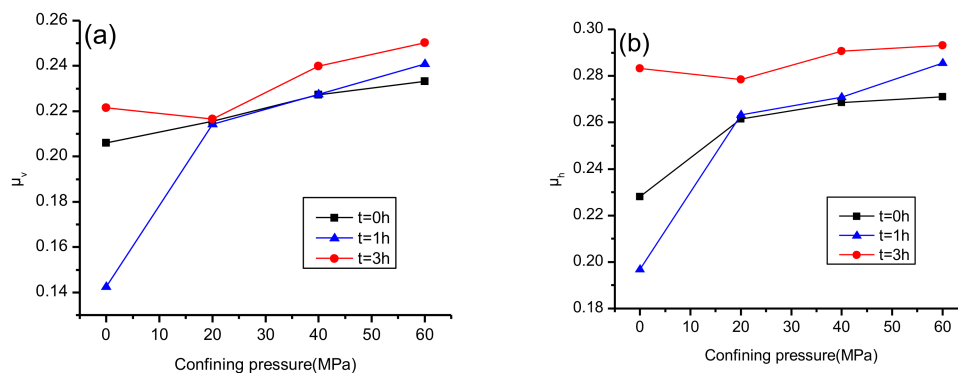 (a)
0.26
0.24
0.22
0.20
0.18
0.16
0.14
μv
t=0h
t=1h
t=3h
0 10 20 30 40 50 60
Confining pressure(MPa)
(b)
0.30
0.28
0.26
0.24
0.22
0.20
0.18
μh
t=0h
t=1h
t=3h
0 10 20 30 40 50 60
Confining pressure(MPa)